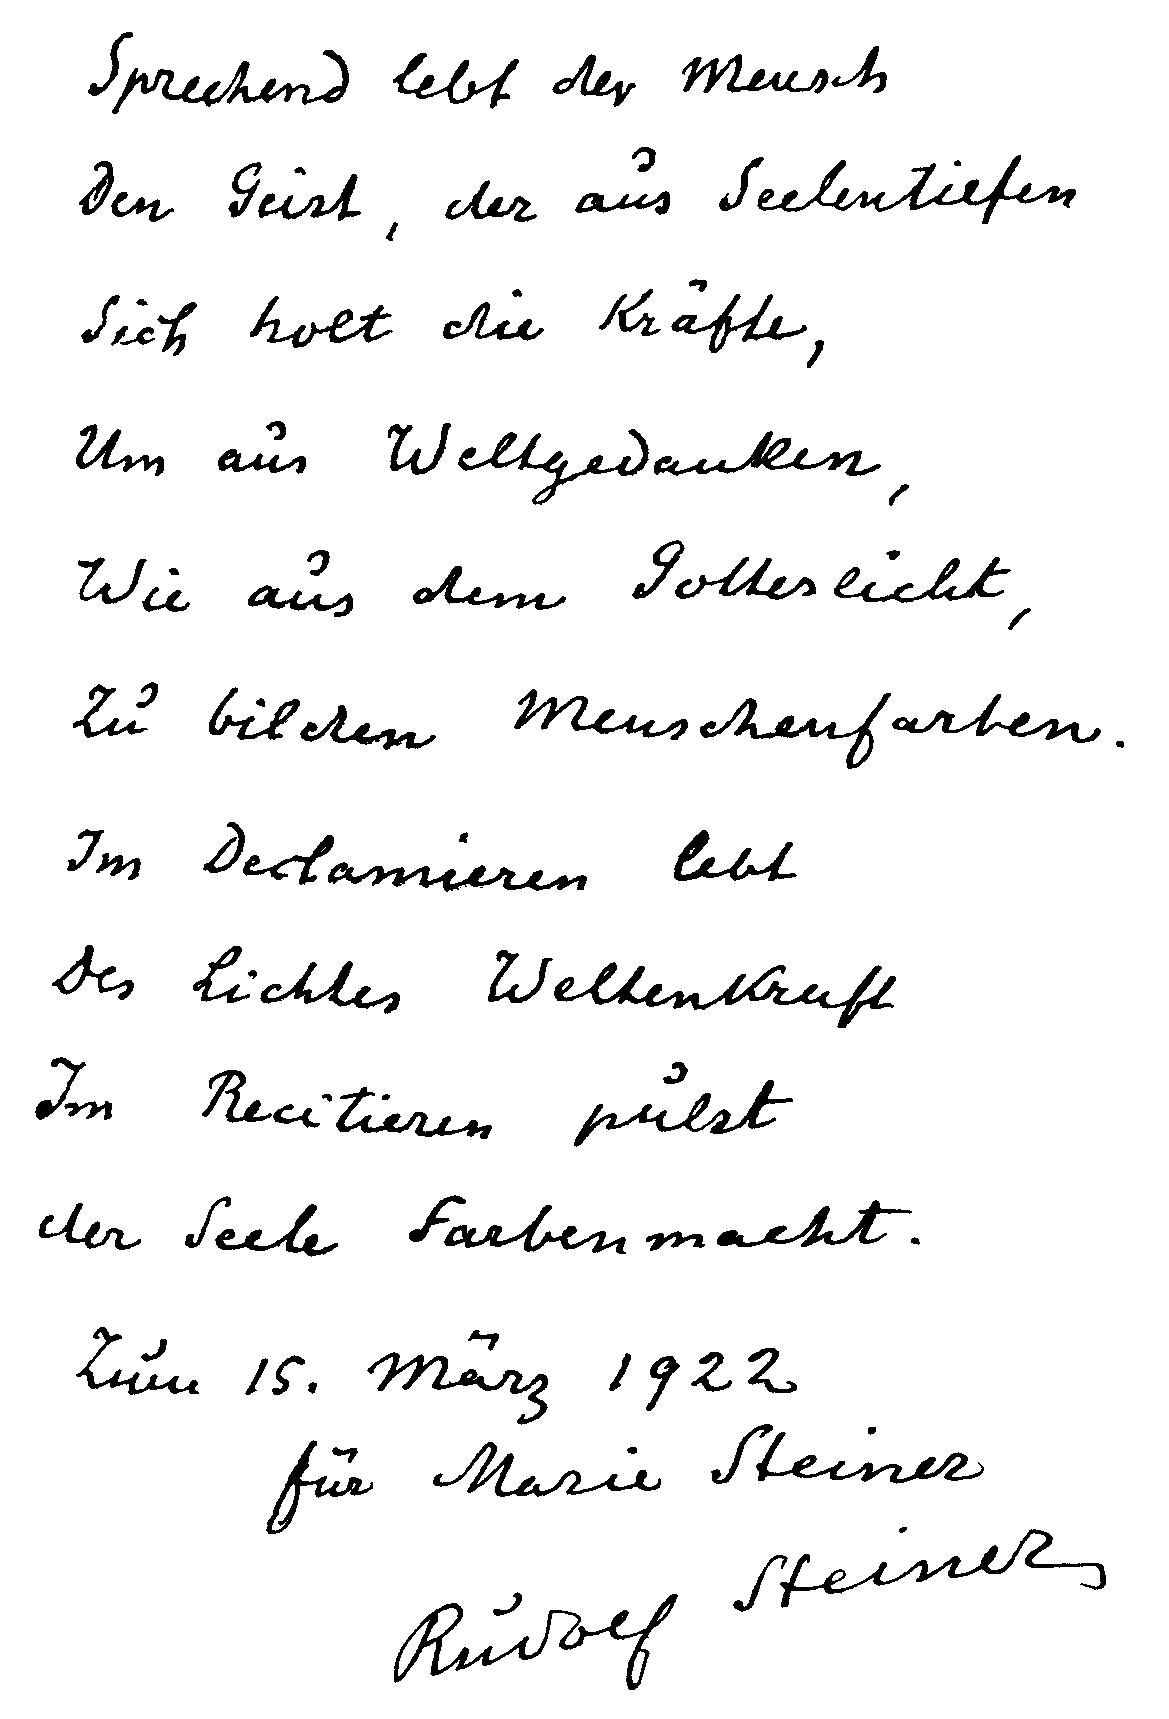 Sprechend lebt der Mensch
Den Geist, der aus Seelentiefen
Sich holt die Kräfte,
Um aus Weltgedanken,
Wie aus dem Gotteslicht,
Zu bilden Menschenfarben.
Im Declamieren lebt
Des Lichtes Weltenkraft
Im Recitieren pulst
der Seele Farbenmacht.
Zum 15. März 1922
für Marie Steiner
Rudolf Steiner